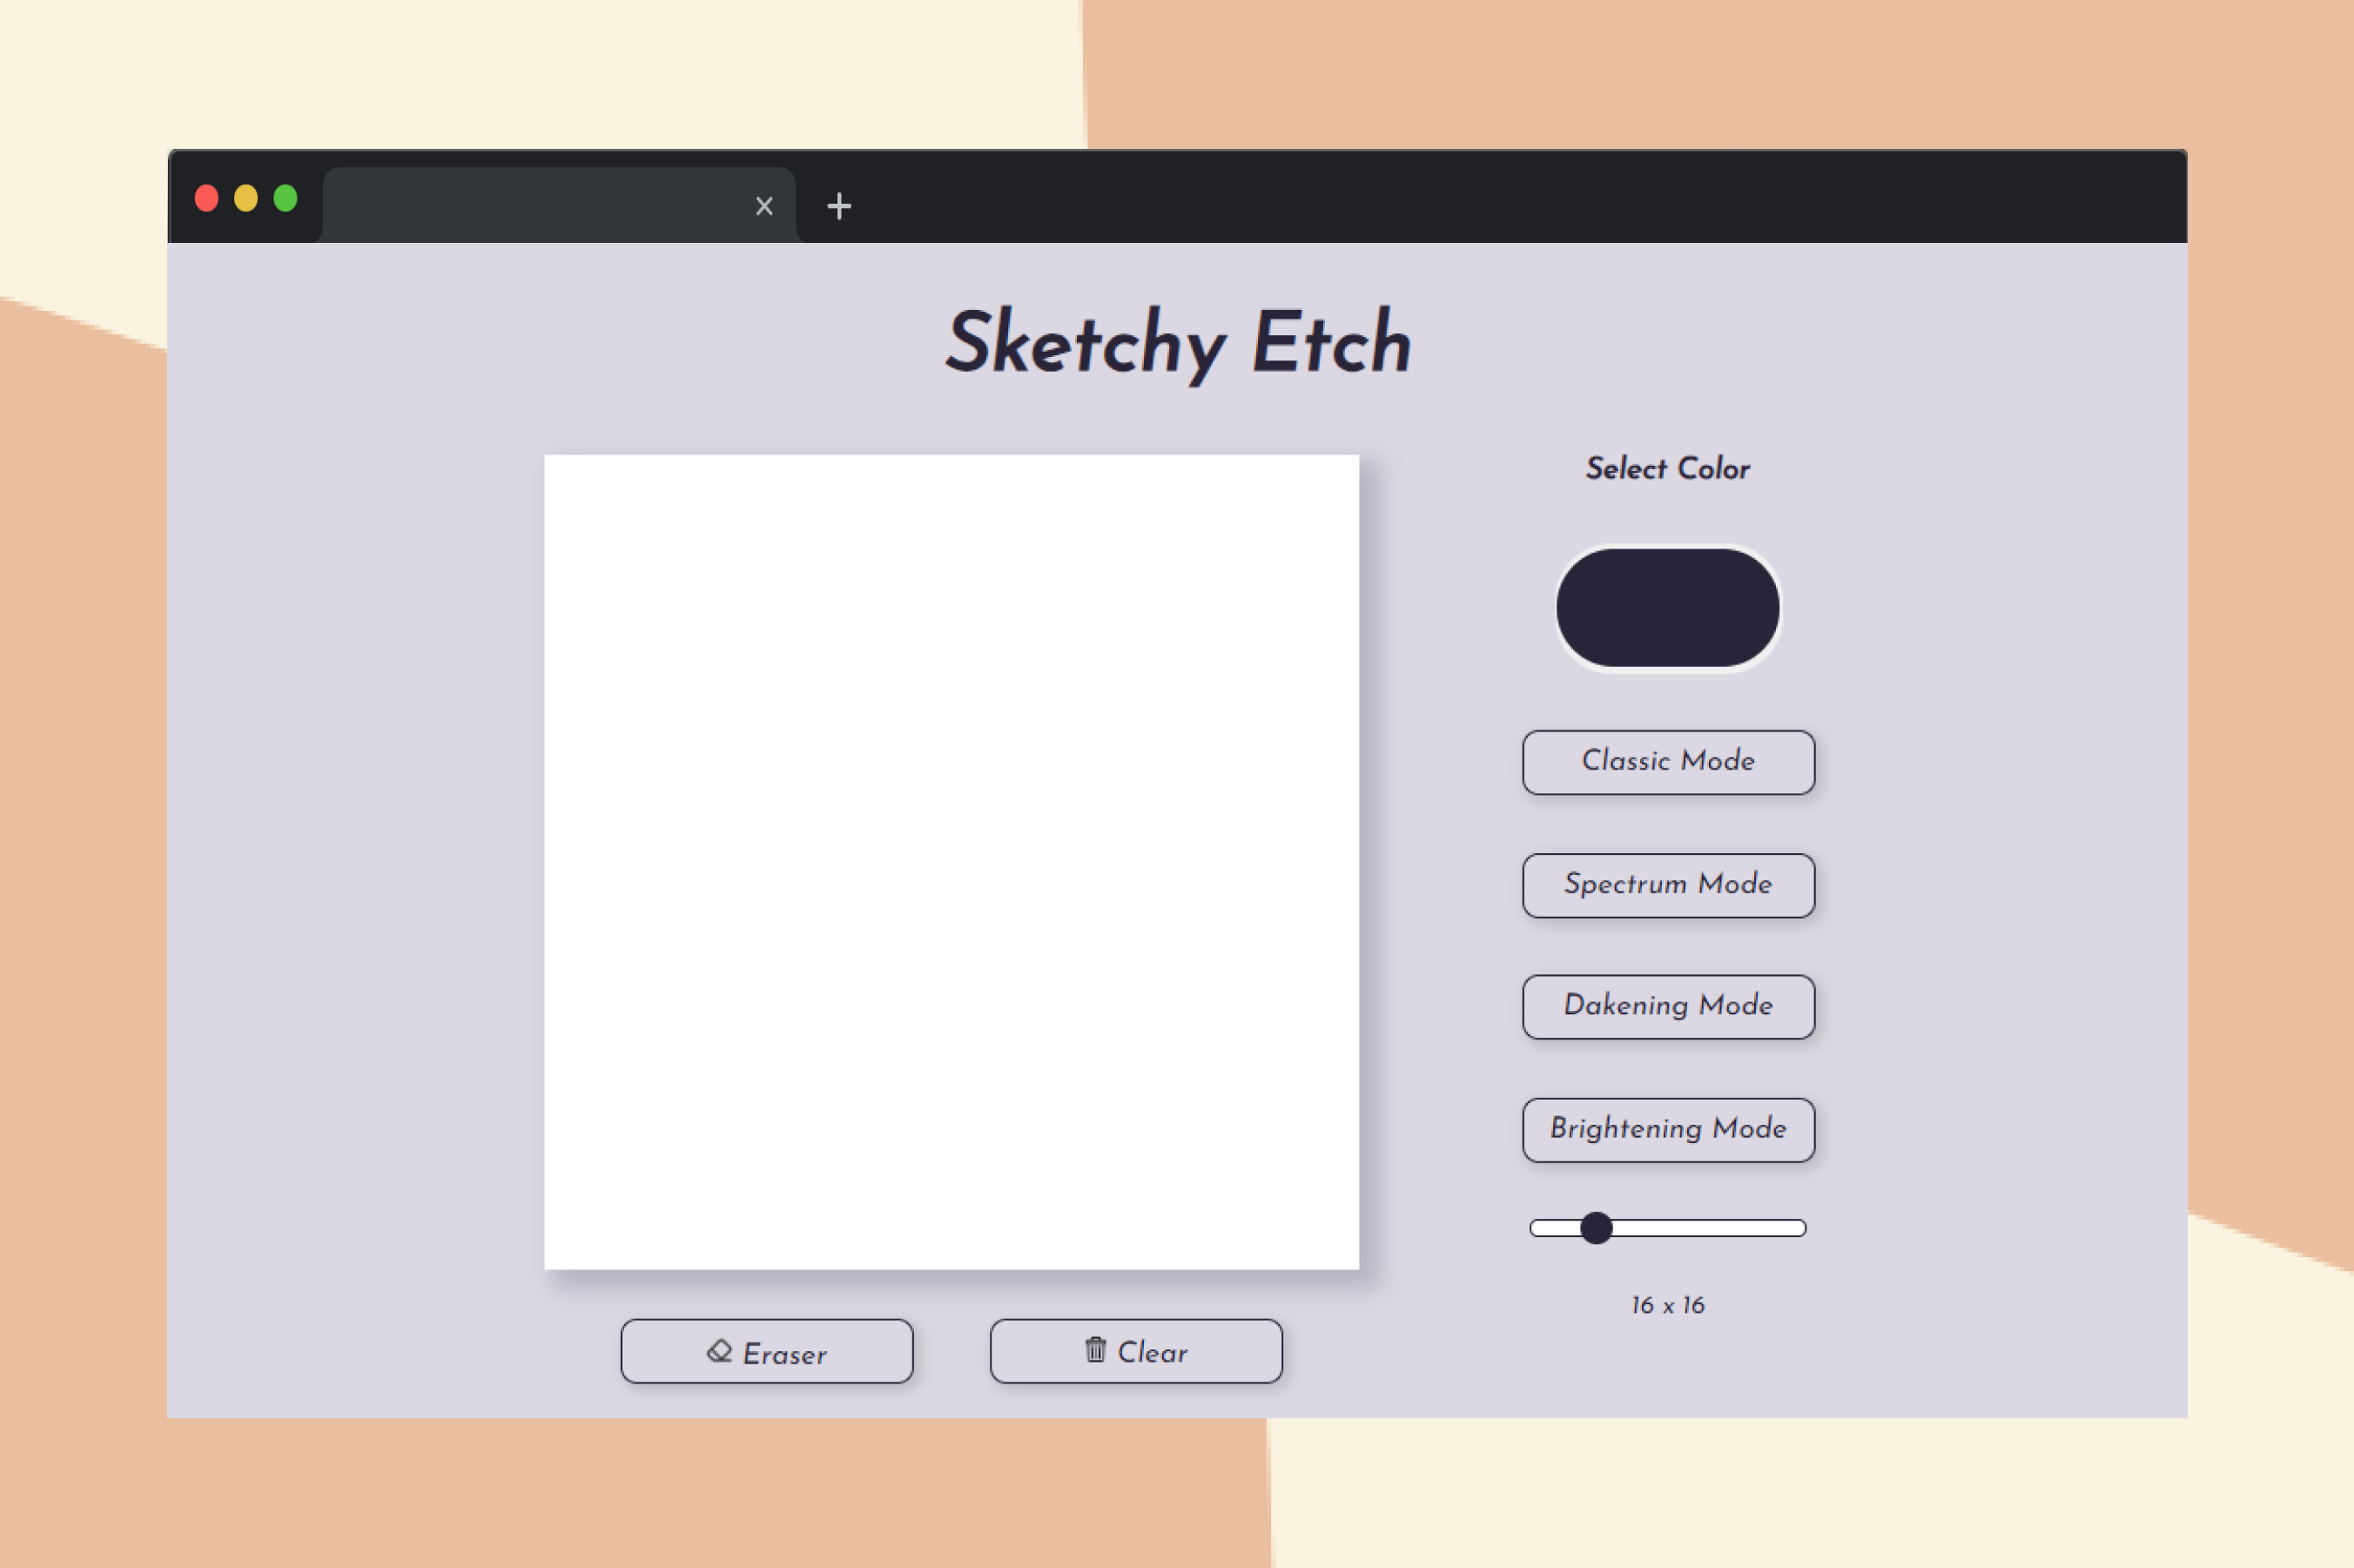 Sketchy Etch
Select Color
Classic Mode
Spectrum Mode
Dakening Mode
Brightening Mode
16 x 16
Eraser
Clear